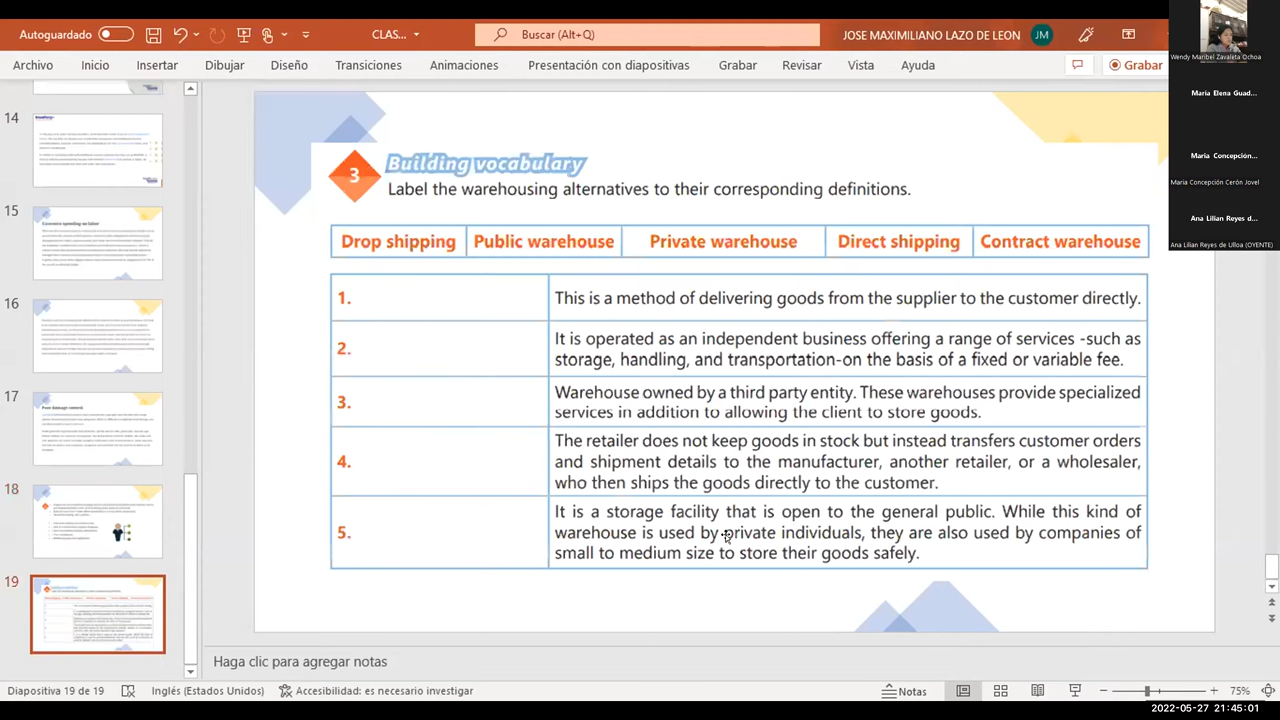 Autoguardado
CLAS...
Buscar (Alt+Q)
JOSE MAXIMILIANO LAZO DE LEON
JM
Archivo
Inicio
Insertar
Dibujar
Diseño
Transiciones
Animac
entación con diapositivas
Grabar
Revisar
Vista
Ayuda
Grabar
Wendy Maribel Zavaleta Ochoa
Maria Elena Guad...
Maria Concepción...
Maria Concepción Cerón Jovel
Ana Lilian Reyes d...
Ana Lilian Reyes de Ulloa (OYENTE)
14
15
16
17
18
19
3
Building vocabulary
Label the warehousing alternatives to their corresponding definitions.
Drop shipping
Public warehouse
Private warehouse
Direct shipping
Contract warehouse
1.
This is a method of delivering goods from the supplier to the customer directly.
2.
It is operated as an independent business offering a range of services -such as
storage, handling, and transportation-on the basis of a fixed or variable fee.
3.
Warehouse owned by a third party entity. These warehouses provide specialized
services in addition to allowing the client to store goods.
4.
The retailer does not keep goods in stock but instead transfers customer orders
and shipment details to the manufacturer, another retailer, or a wholesaler,
who then ships the goods directly to the customer.
5.
It is a storage facility that is open to the general public. While this kind of
warehouse is used by private individuals, they are also used by companies of
small to medium size to store their goods safely.
Haga clic para agregar notas
Diapositiva 19 de 19
Inglés (Estados Unidos)
Accesibilidad: es necesario investigar
Notas
75%
2022-05-27 21:45:01